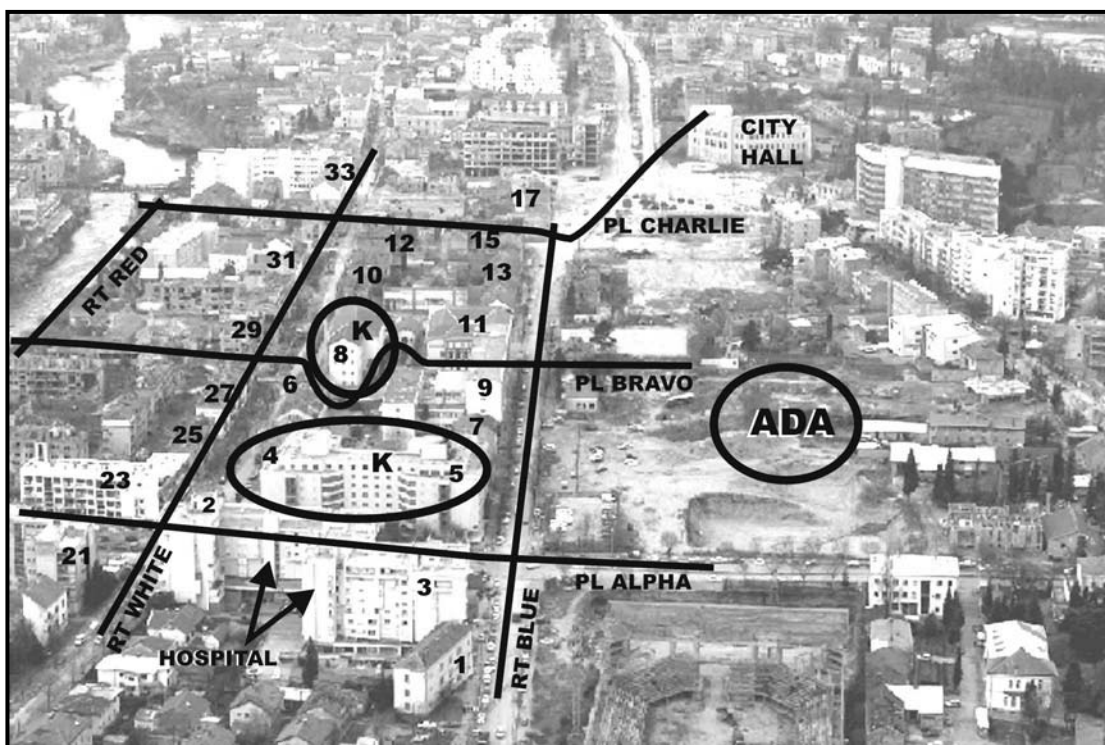 CITY
HALL
33
17
PL CHARLIE
12
15
31
10
13
RT RED
29
K
11
8
6
PL BRAVO
9
27
25
7
ADA
4
K
5
23
2
21
PL ALPHA
3
RT WHITE
HOSPITAL
1
RT BLUE